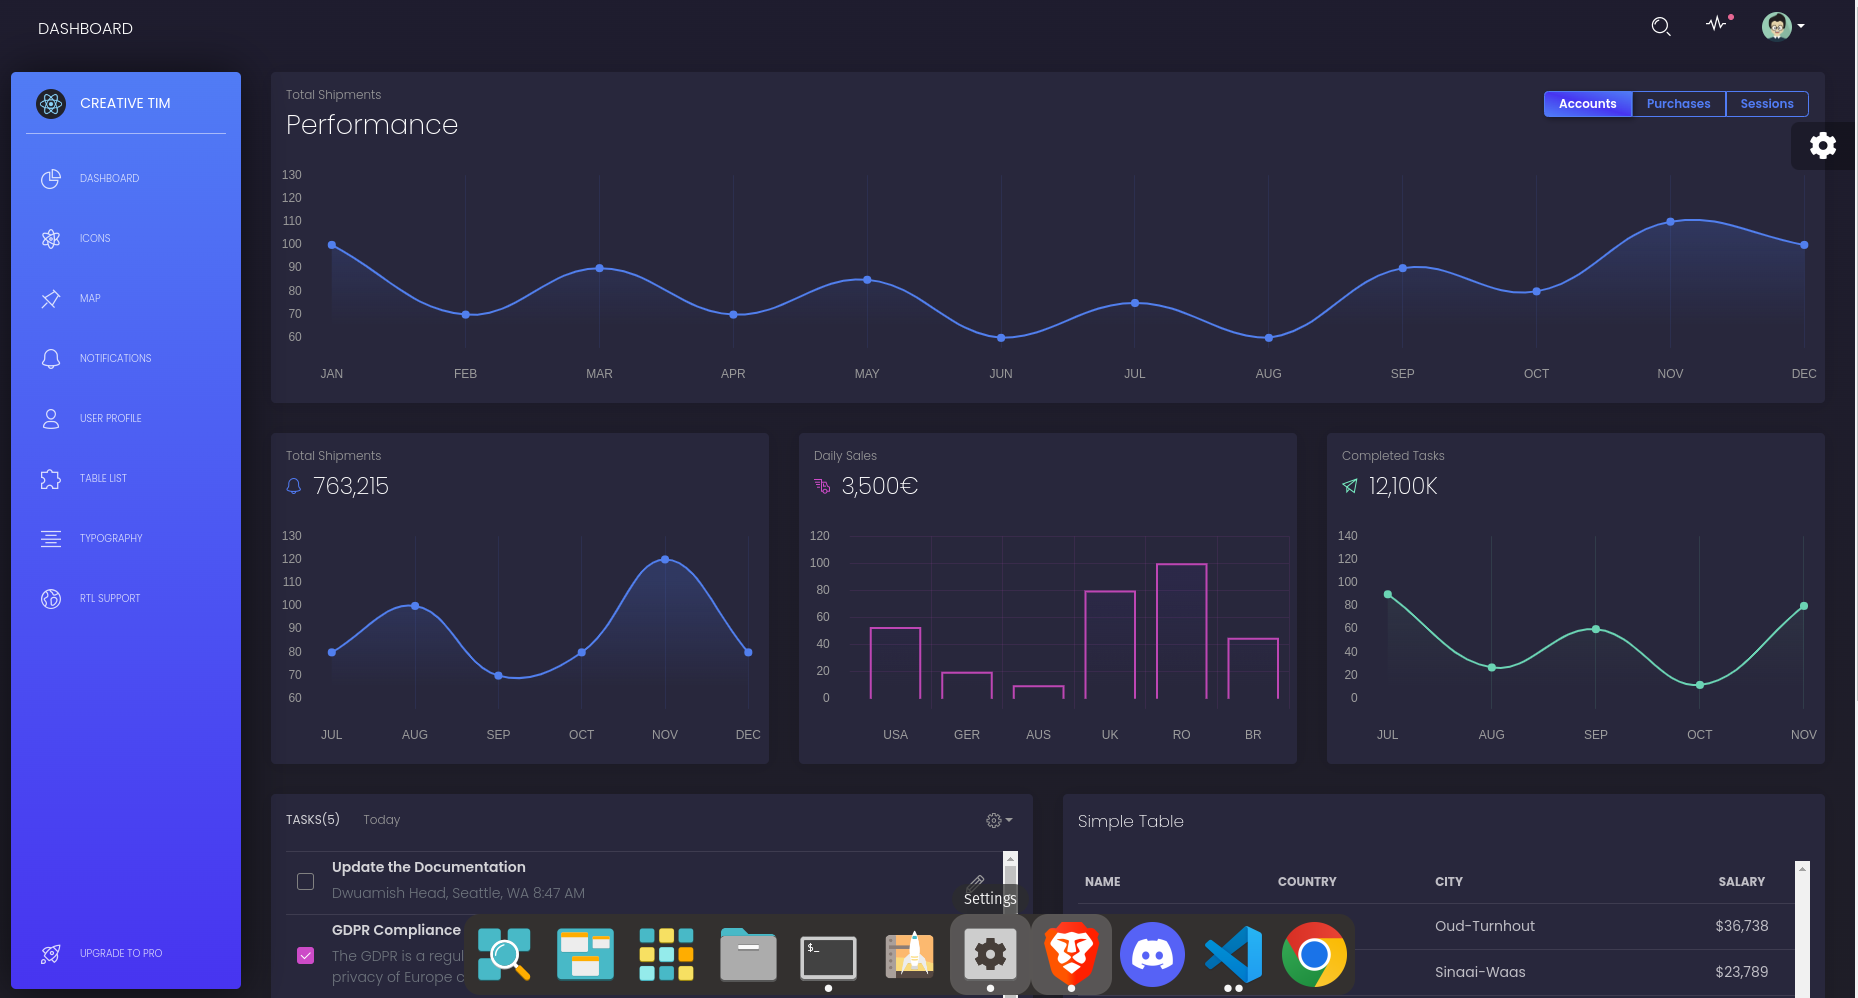 DASHBOARD
CREATIVE TIM
DASHBOARD
ICONS
MAP
NOTIFICATIONS
USER PROFILE
TABLE LIST
TYPOGRAPHY
RTL SUPPORT
UPGRADE TO PRO
Total Shipments
Performance
Accounts Purchases Sessions
130
120
110
100
90
80
70
60
JAN FEB MAR APR MAY JUN JUL AUG SEP OCT NOV DEC
Total Shipments
763,215
130
120
110
100
90
80
70
60
JUL AUG SEP OCT NOV DEC
Daily Sales
3,500€
120
100
80
60
40
20
0
USA GER AUS UK RO BR
Completed Tasks
12,100K
140
120
100
80
60
40
20
0
JUL AUG SEP OCT NOV
TASKS(5) Today
Update the Documentation
Dwuamish Head, Seattle, WA 8:47 AM
GDPR Compliance
The GDPR is a regul
privacy of Europe c
Simple Table
NAME COUNTRY CITY SALARY
Oud-Turnhout $36,738
Sinaai-Waas $23,789
Settings
$_